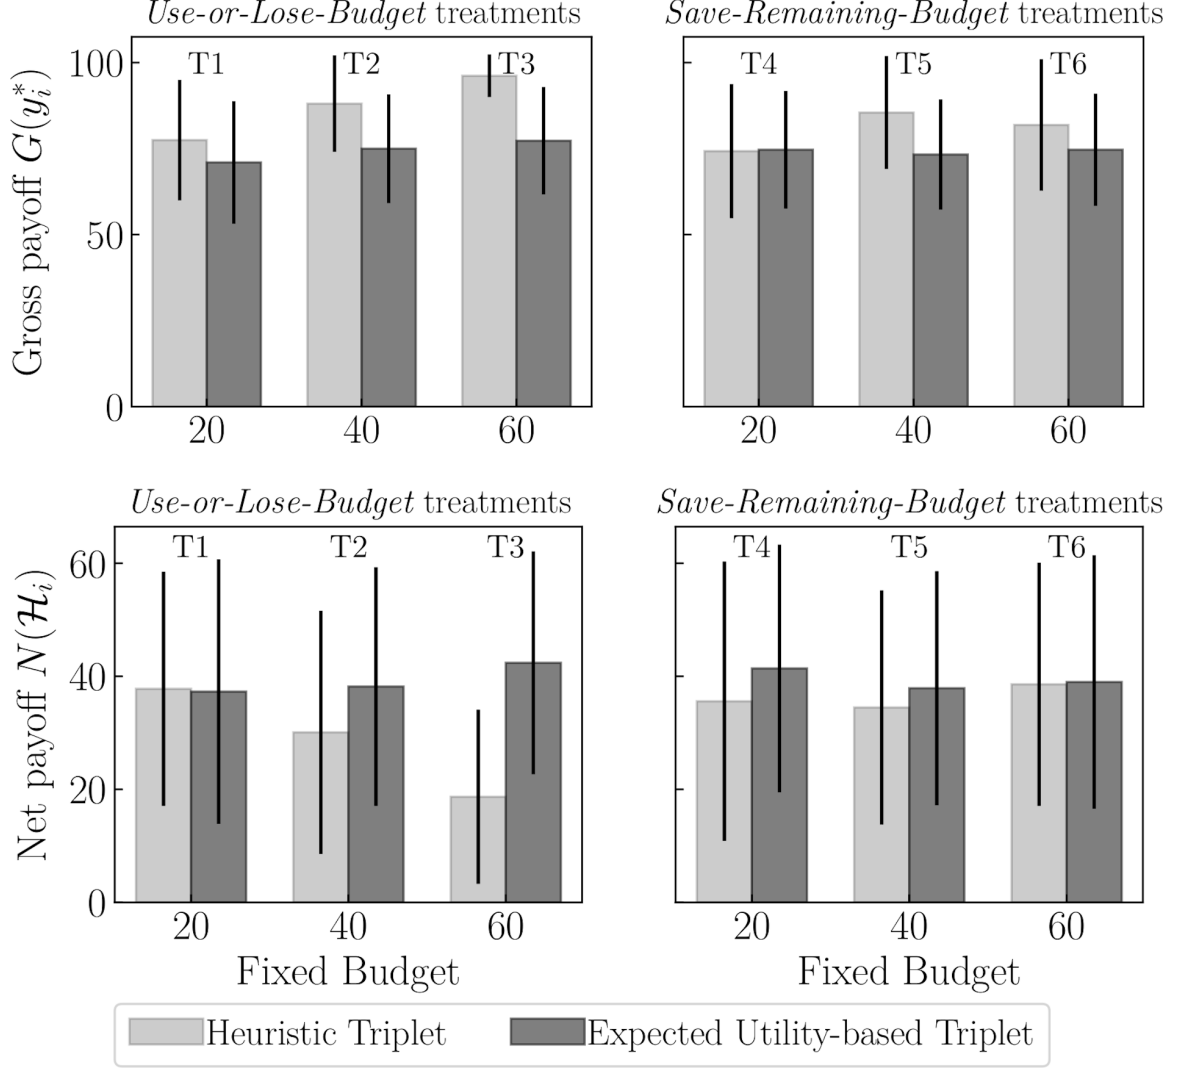 Use-or-Lose-Budget treatments
Save-Remaining-Budget treatments
Gross payoff G(y_i^*)
100
50
0
T1
T2
T3
T4
T5
T6
20
40
60
20
40
60
Use-or-Lose-Budget treatments
Save-Remaining-Budget treatments
Net payoff N(ℋ_i)
60
40
20
0
T1
T2
T3
T4
T5
T6
20
40
60
20
40
60
Fixed Budget
Fixed Budget
Heuristic Triplet
Expected Utility-based Triplet